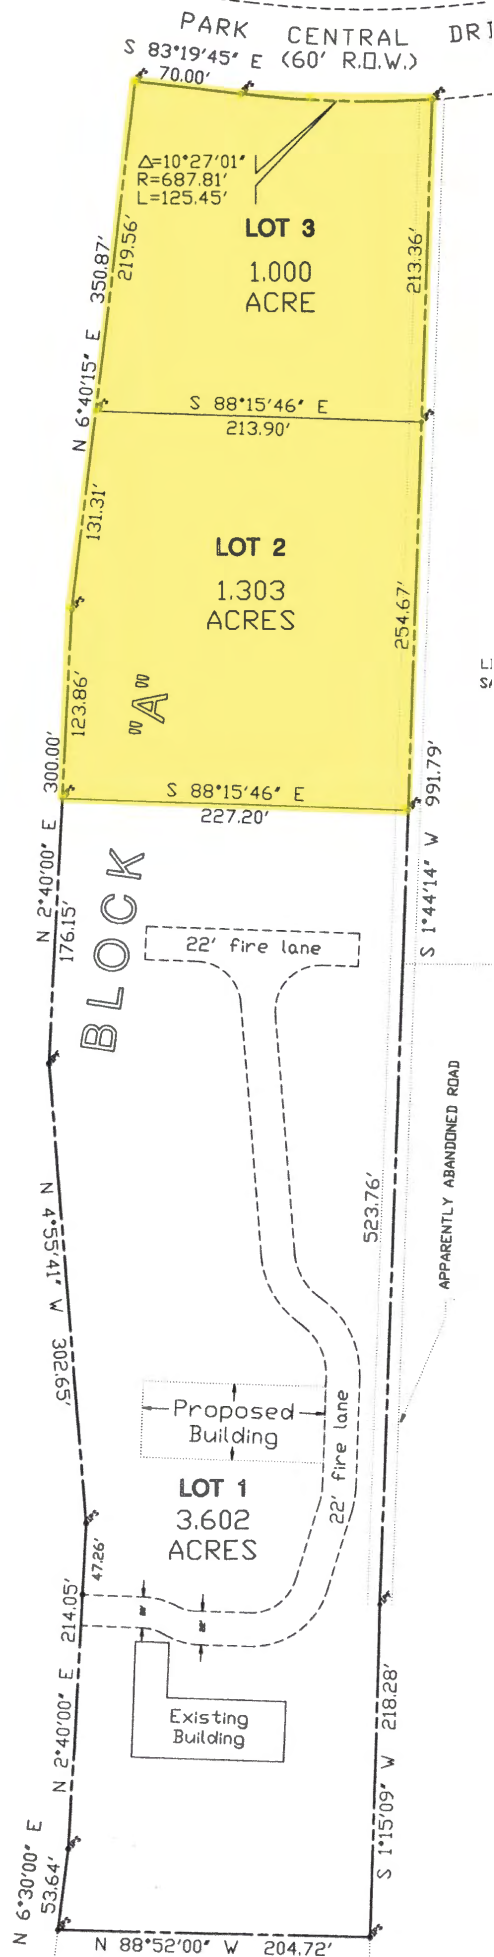 PARK CENTRAL DRI
S 83°19'45" E (60' R.O.W.)
70.00'
Δ=10°27'01"
R=687.81'
L=125.45'
LOT 3
1.000
ACRE
219.56'
350.87'
N 6°40'15" E
213.36'
S 88°15'46" E
213.90'
131.31'
LOT 2
1.303
ACRES
254.67'
LI
SA
123.86'
"A"
300.00'
S 88°15'46" E
227.20'
991.79'
S 1°44'14" W
N 2°40'00" E
176.15'
BLOCK
22' fire lane
APPARENTLY ABANDONED ROAD
523.76'
N 4°55'41" W 302.65'
Proposed
Building
22' fire lane
LOT 1
3.602
ACRES
47.26'
214.05'
N 2°40'00" E
Existing
Building
218.28'
S 1°15'09" W
N 6°30'00" E
53.64'
N 88°52'00" W 204.72'